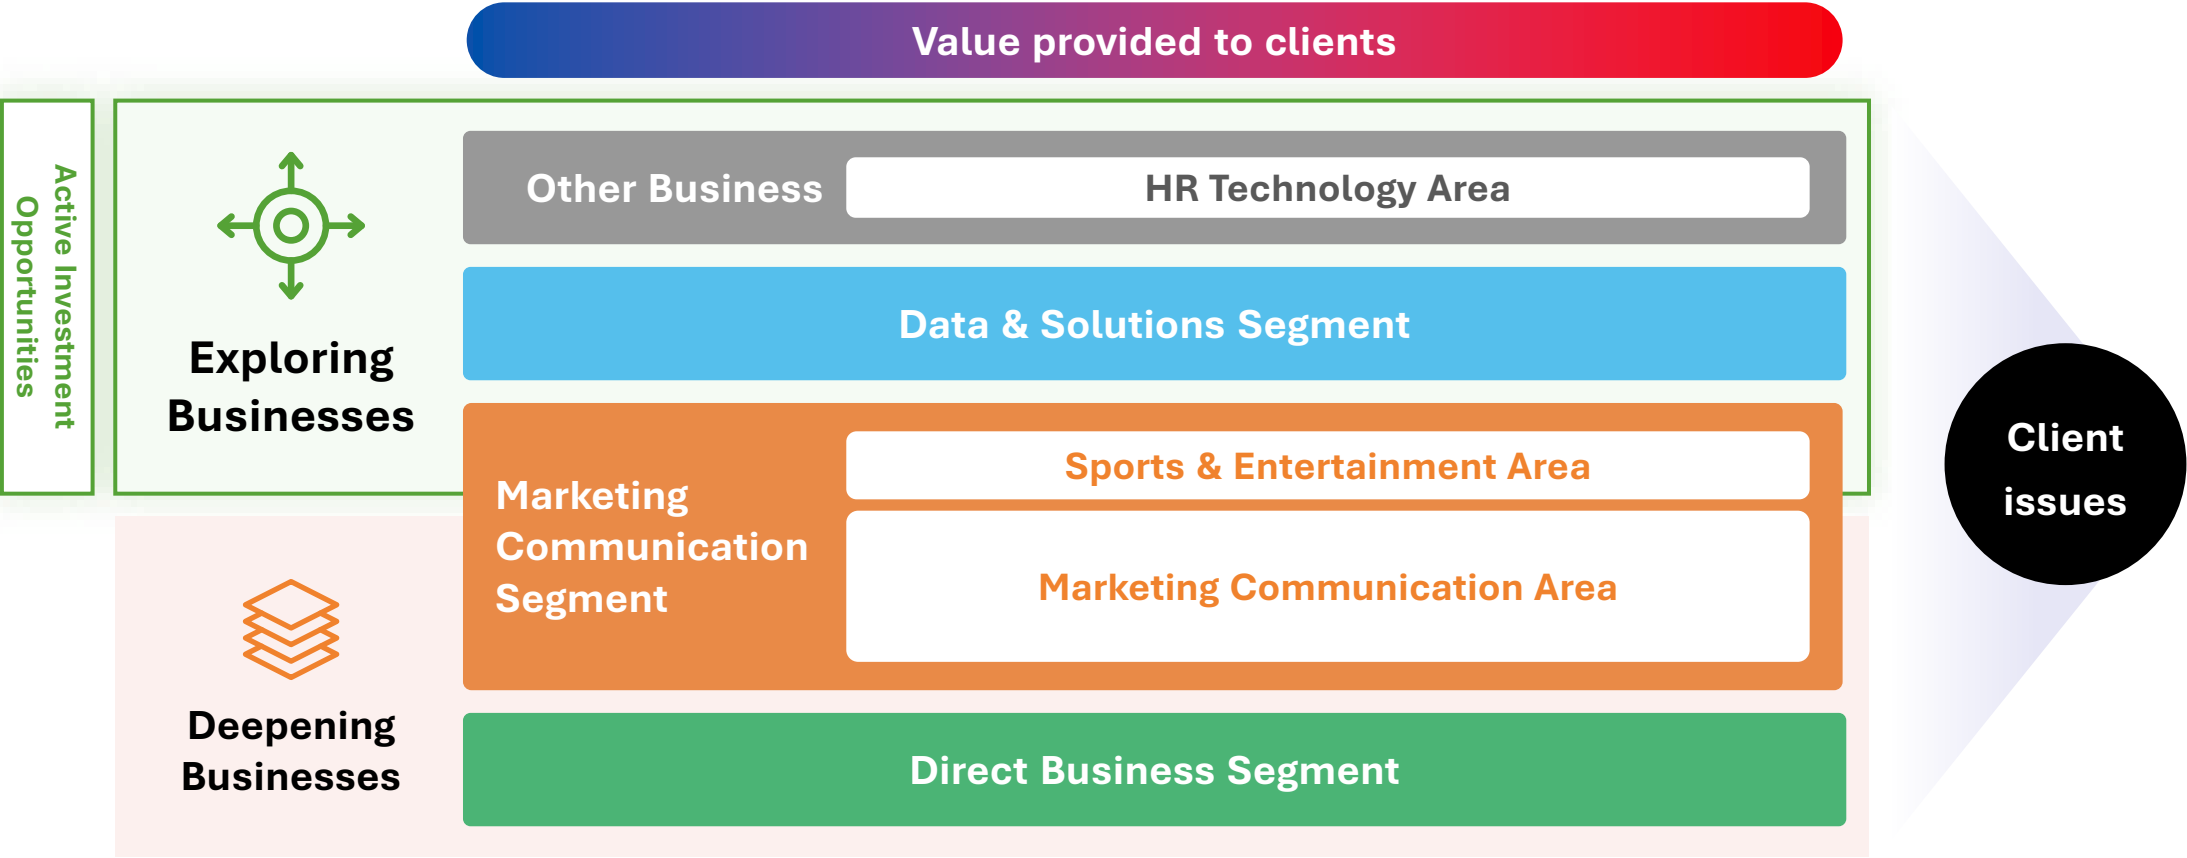 Value provided to clients
Active Investment
Opportunities
Exploring
Businesses
Other Business
HR Technology Area
Data & Solutions Segment
Marketing
Communication
Segment
Sports & Entertainment Area
Marketing Communication Area
Deepening
Businesses
Direct Business Segment
Client
issues